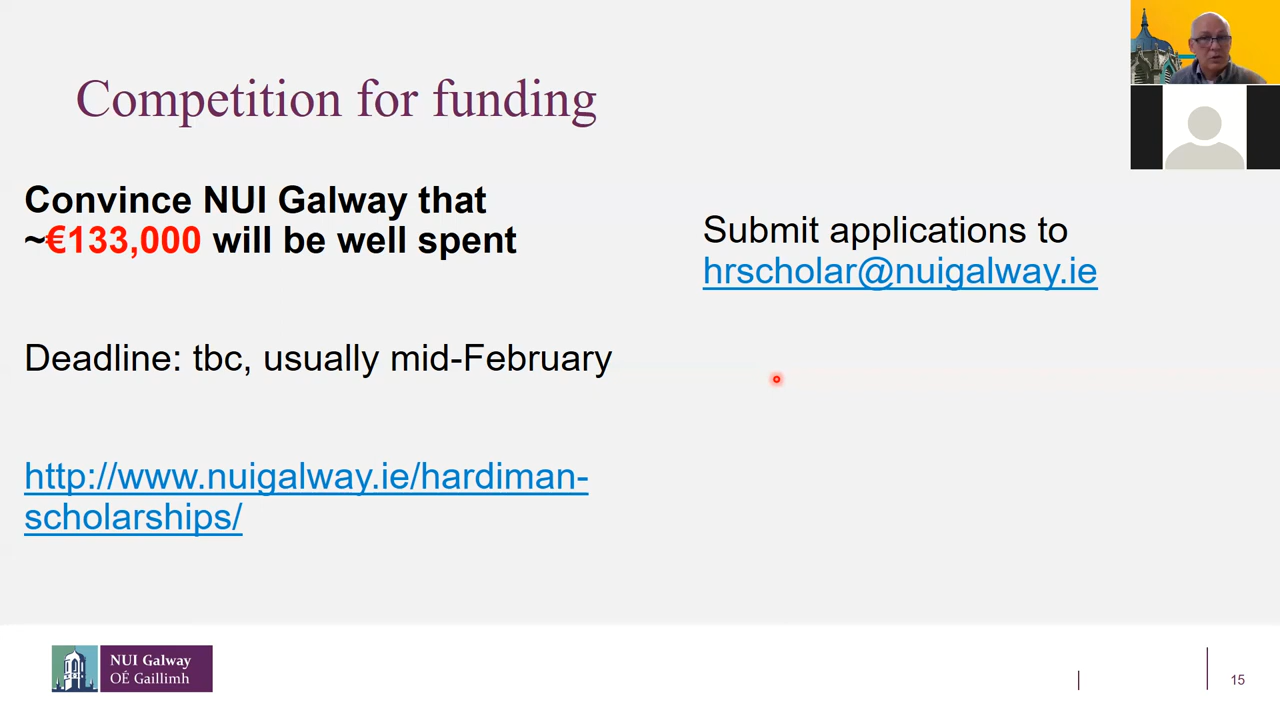 Competition for funding
Convince NUI Galway that
~€133,000 will be well spent
Deadline: tbc, usually mid-February
http://www.nuigalway.ie/hardiman-
scholarships/
Submit applications to
hrscholar@nuigalway.ie
NUI Galway
OÉ Gaillimh
15